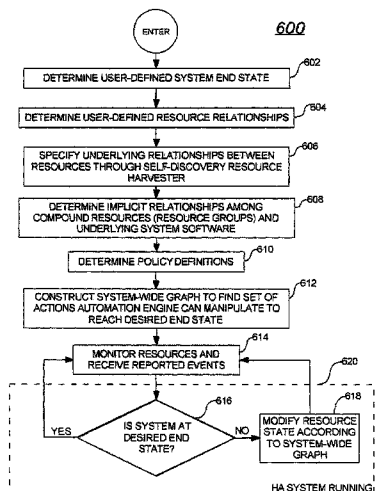 ENTER
600
DETERMINE USER-DEFINED SYSTEM END STATE
602
DETERMINE USER-DEFINED RESOURCE RELATIONSHIPS
604
606
SPECIFY UNDERLYING RELATIONSHIPS BETWEEN
RESOURCES THROUGH SELF-DISCOVERY RESOURCE
HARVESTER
608
DETERMINE IMPLICIT RELATIONSHIPS AMONG
COMPOUND RESOURCES (RESOURCE GROUPS) AND
UNDERLYING SYSTEM SOFTWARE
610
DETERMINE POLICY DEFINITIONS
612
CONSTRUCT SYSTEM-WIDE GRAPH TO FIND SET OF
ACTIONS AUTOMATION ENGINE CAN MANIPULATE TO
REACH DESIRED END STATE
614
MONITOR RESOURCES AND
RECEIVE REPORTED EVENTS
620
616
618
YES
IS SYSTEM AT
DESIRED END
STATE?
NO
MODIFY RESOURCE
STATE ACCORDING
TO SYSTEM-WIDE
GRAPH
HA SYSTEM RUNNING